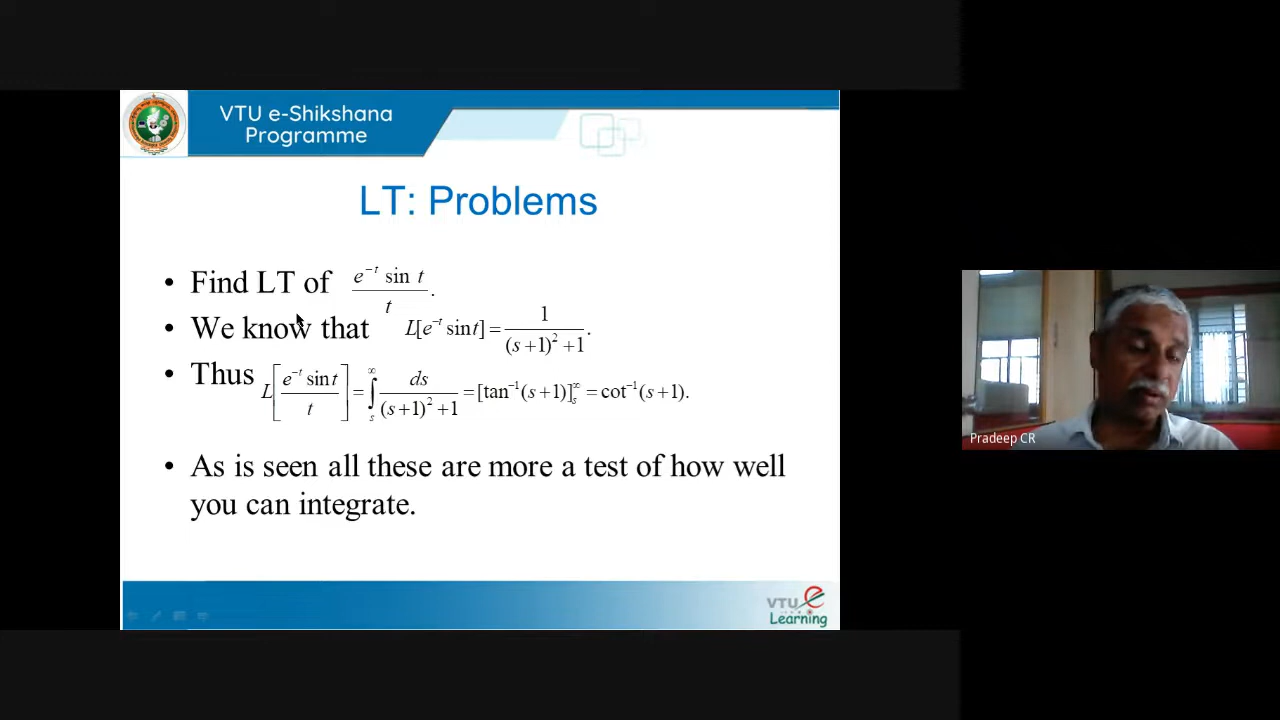 VTU e-Shikshana
Programme
LT: Problems
• Find LT of e^{-t} sin t / t .
• We know that L[e^{-t} sin t] = 1 / ((s+1)^2 + 1) .
• Thus L[e^{-t} sin t / t] = ∫_s^∞ ds / ((s+1)^2 + 1) = [tan^{-1}(s+1)]_s^∞ = cot^{-1}(s+1).
• As is seen all these are more a test of how well
you can integrate.
Pradeep CR
VTU e
Learning